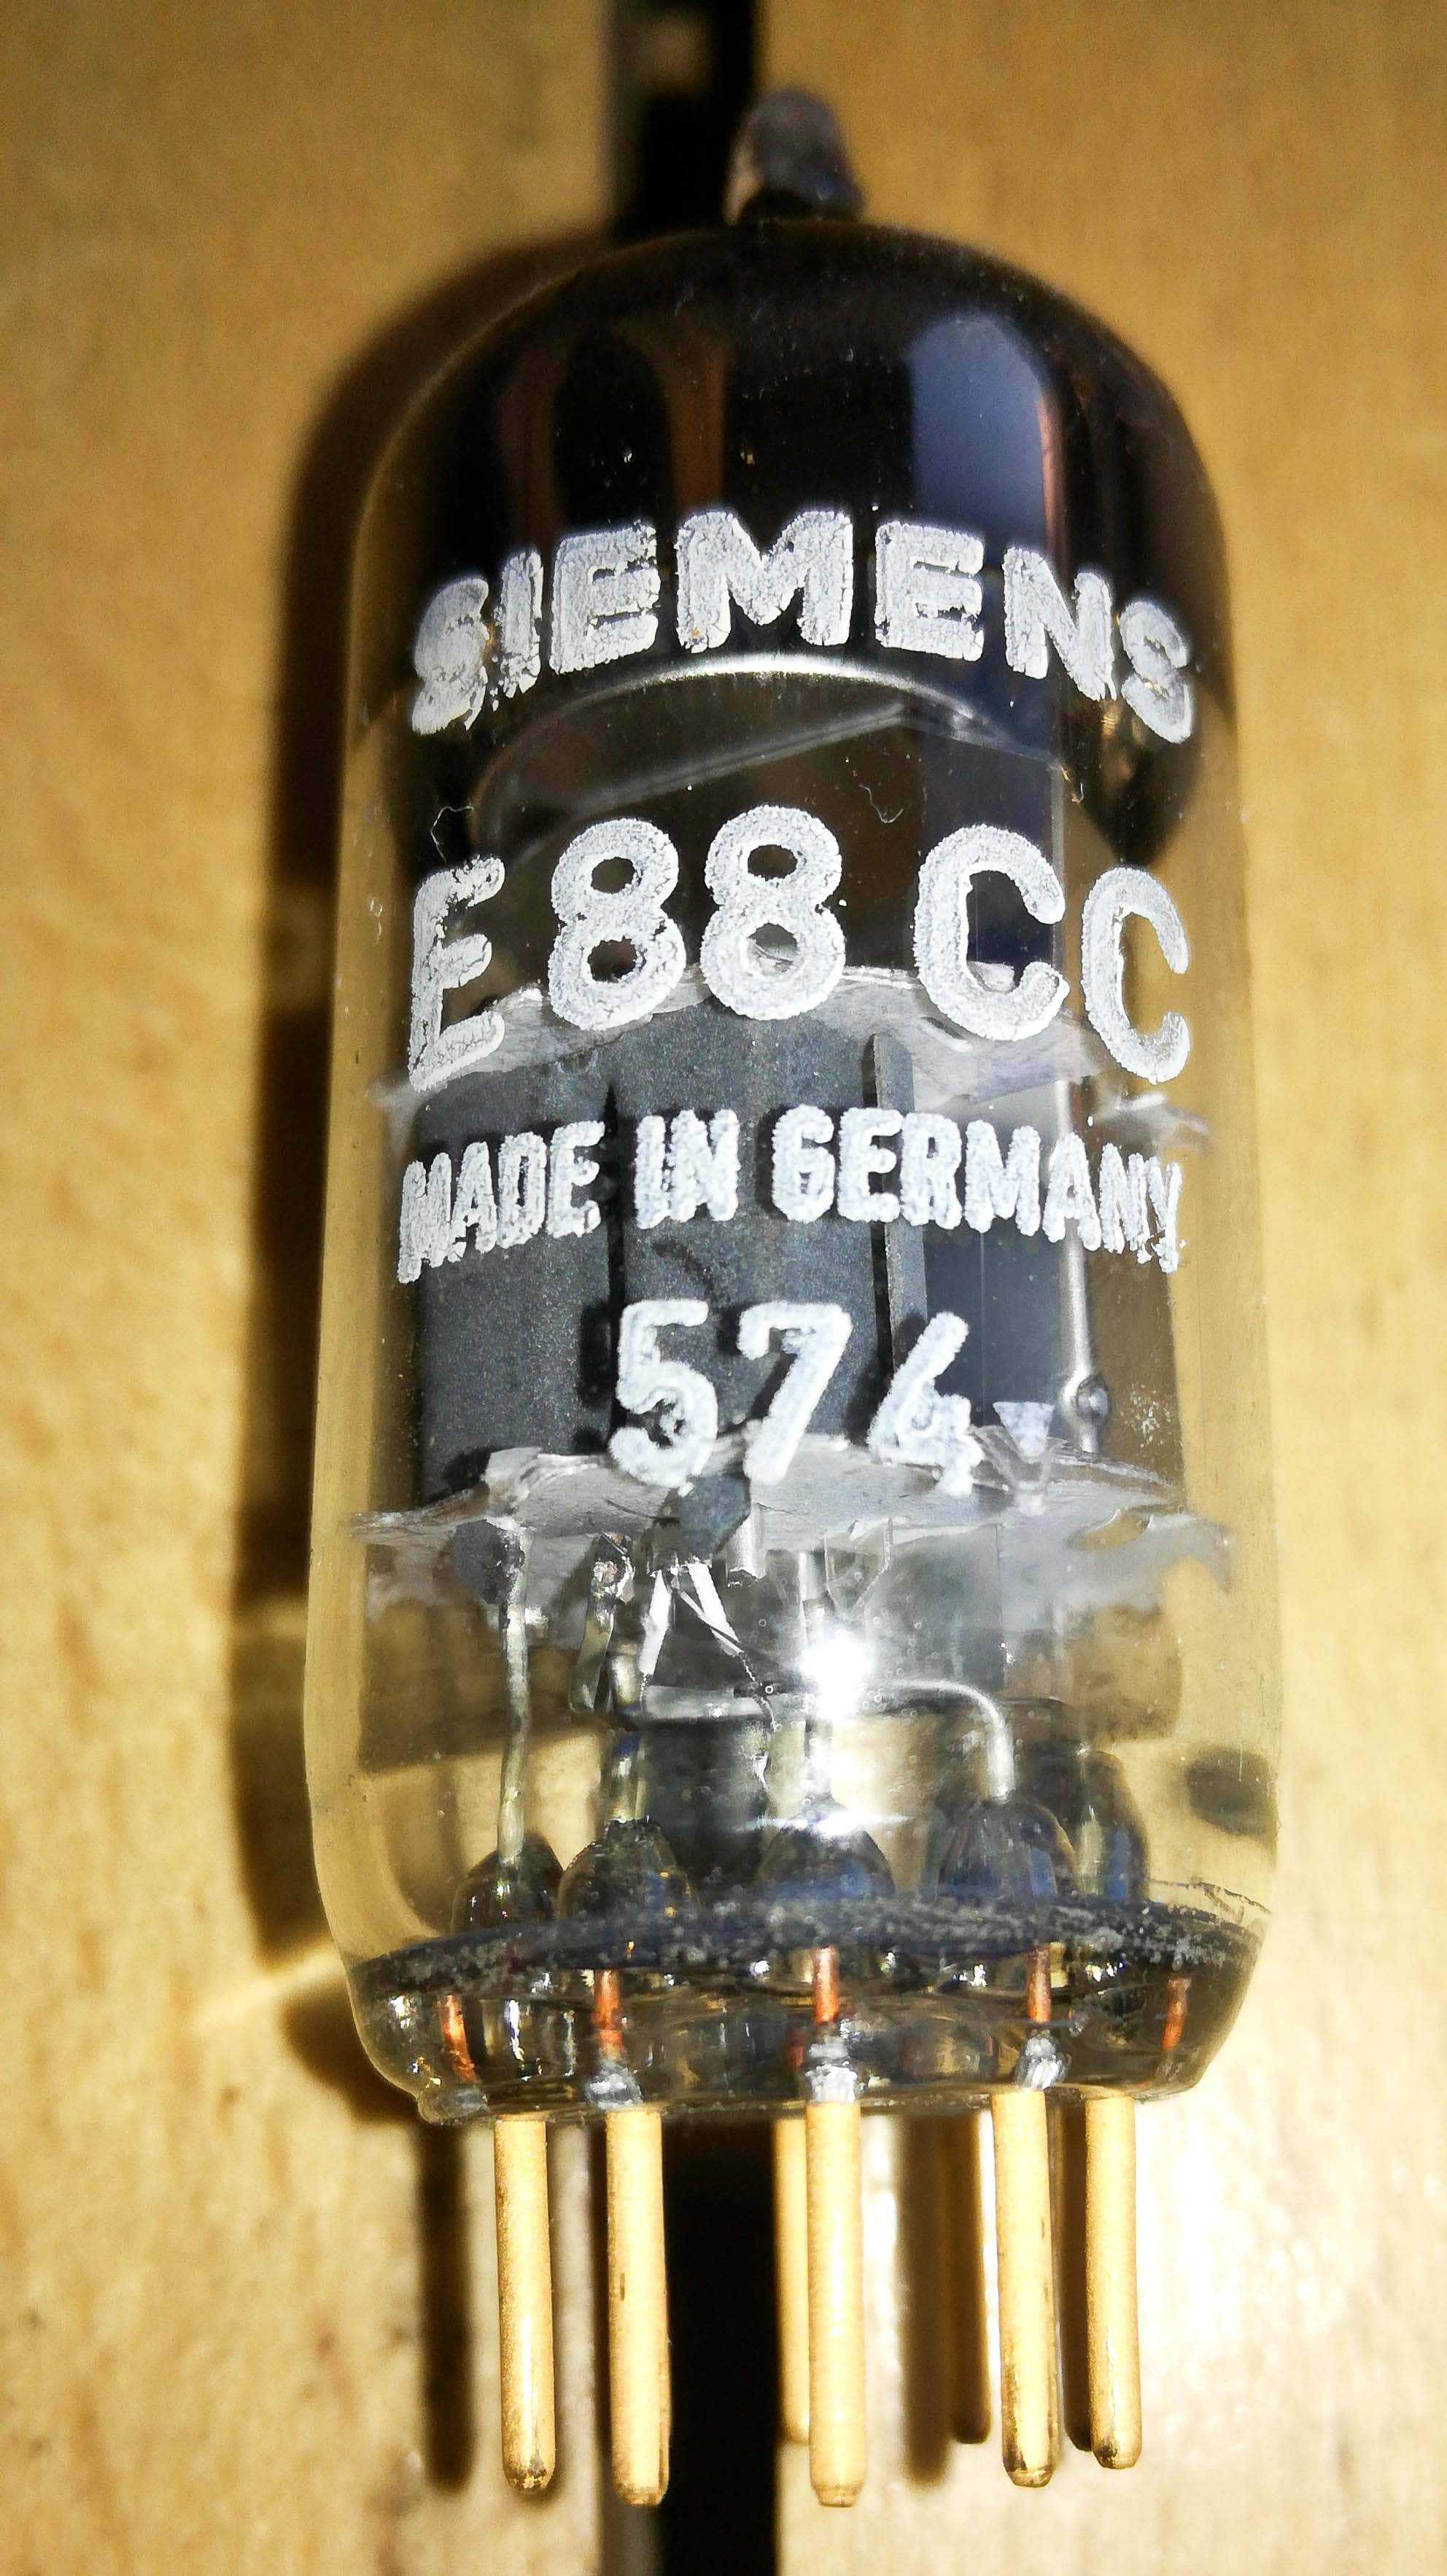 SIEMENS
E88CC
MADE IN GERMANY
574